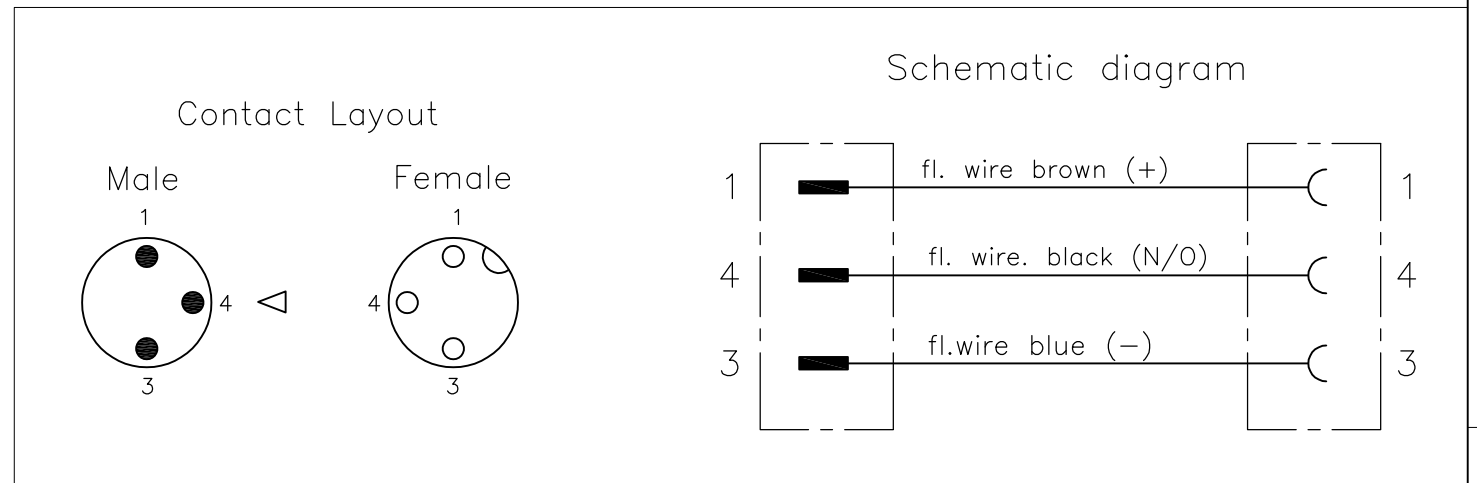 Contact Layout
Male
1
4
3
Female
1
4
3
Schematic diagram
1 fl. wire brown (+) 1
4 fl. wire. black (N/O) 4
3 fl.wire blue (-) 3